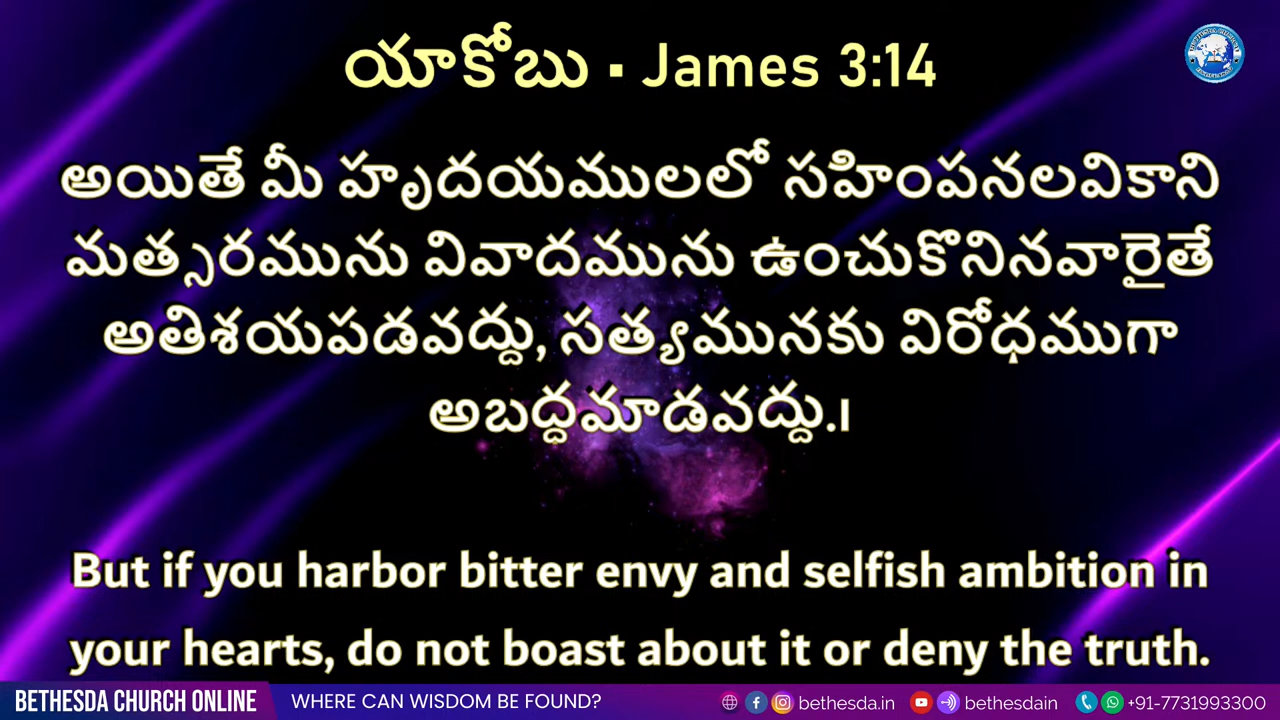 యాకోబు ▪ James 3:14
అయితే మీ హృదయములలో సహింపనలవికాని
మత్సరమును వివాదమును ఉంచుకొనినవారైతే
అతిశయపడవద్దు, సత్యమునకు విరోధముగా
అబద్ధమాడవద్దు.।
But if you harbor bitter envy and selfish ambition in
your hearts, do not boast about it or deny the truth.
BETHESDA CHURCH ONLINE WHERE CAN WISDOM BE FOUND? bethesda.in bethesdain +91-7731993300